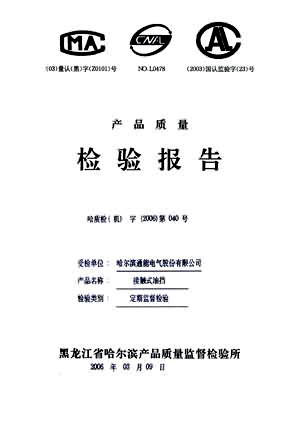 CMA
CNAL
CAL
(03)量认(黑)字(Z0101)号
NO.L0478
(2003)国认监验字(23)号
产品质量
检验报告
哈质检(机) 字 (2006)第 040 号
受检单位: 哈尔滨通能电气股份有限公司
产品名称: 接触式油挡
检验类别: 定期监督检验
黑龙江省哈尔滨产品质量监督检验所
2006 年 03 月 09 日